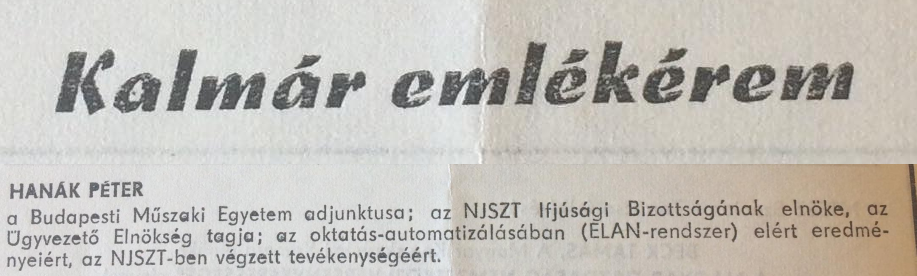 Kalmár emlékérem
HANÁK PÉTER
a Budapesti Műszaki Egyetem adjunktusa; az NJSZT Ifjúsági Bizottságának elnöke, az
Ügyvezető Elnökség tagja; az oktatás-automatizálásában (ELAN-rendszer) elért eredmé-
nyeiért, az NJSZT-ben végzett tevékenységéért.